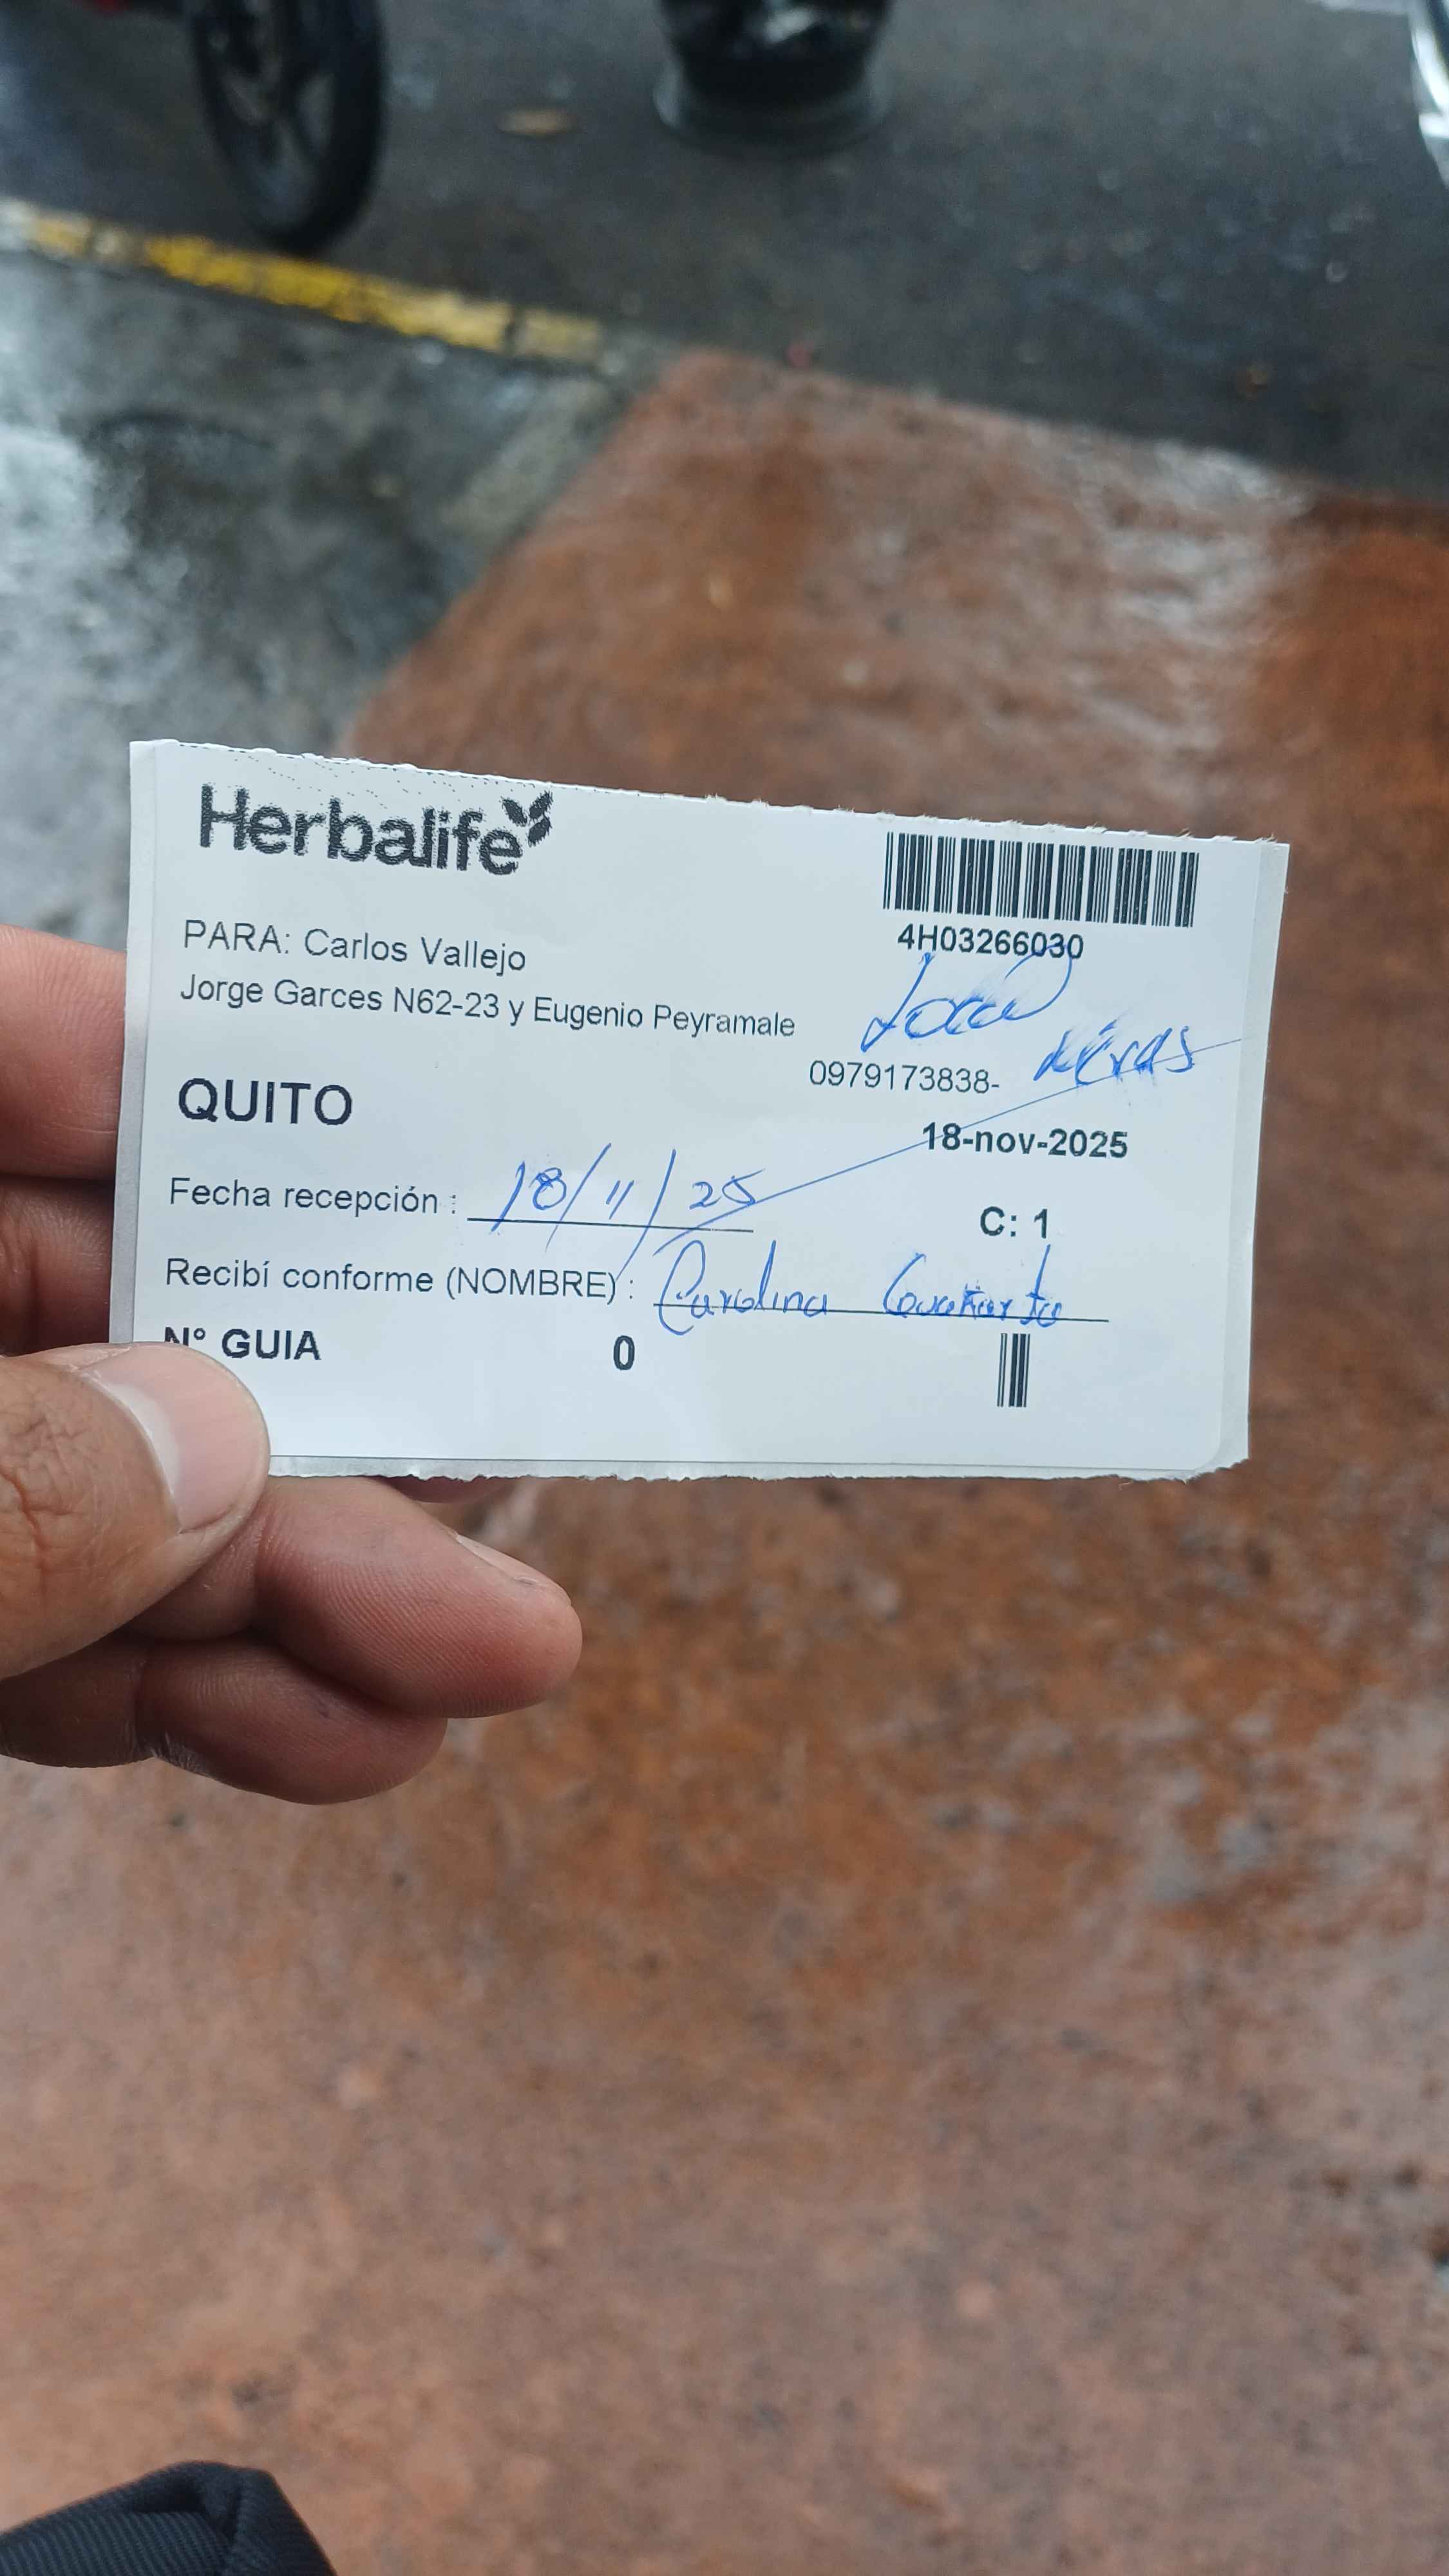 Herbalife
4H03266030
PARA: Carlos Vallejo
Jorge Garces N62-23 y Eugenio Peyramale
Local
0979173838-
QUITO
18-nov-2025
Fecha recepción : 18/11/25
C: 1
Recibí conforme (NOMBRE) : Carolina
N° GUIA 0